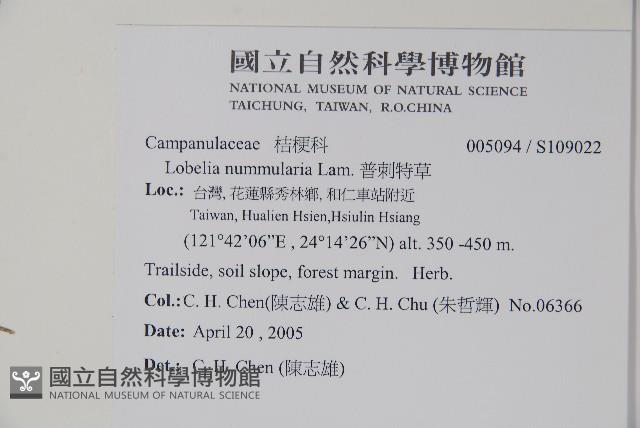 國立自然科學博物館
NATIONAL MUSEUM OF NATURAL SCIENCE
TAICHUNG, TAIWAN, R.O.CHINA
Campanulaceae 桔梗科 005094 / S109022
Lobelia nummularia Lam. 普刺特草
Loc.: 台灣, 花蓮縣秀林鄉, 和仁車站附近
Taiwan, Hualien Hsien,Hsiulin Hsiang
(121°42’06”E , 24°14’26”N) alt. 350 -450 m.
Trailside, soil slope, forest margin. Herb.
Col.: C. H. Chen(陳志雄) & C. H. Chu (朱哲輝) No.06366
Date: April 20 , 2005
Det.: C. H. Chen (陳志雄)
國立自然科學博物館
NATIONAL MUSEUM OF NATURAL SCIENCE